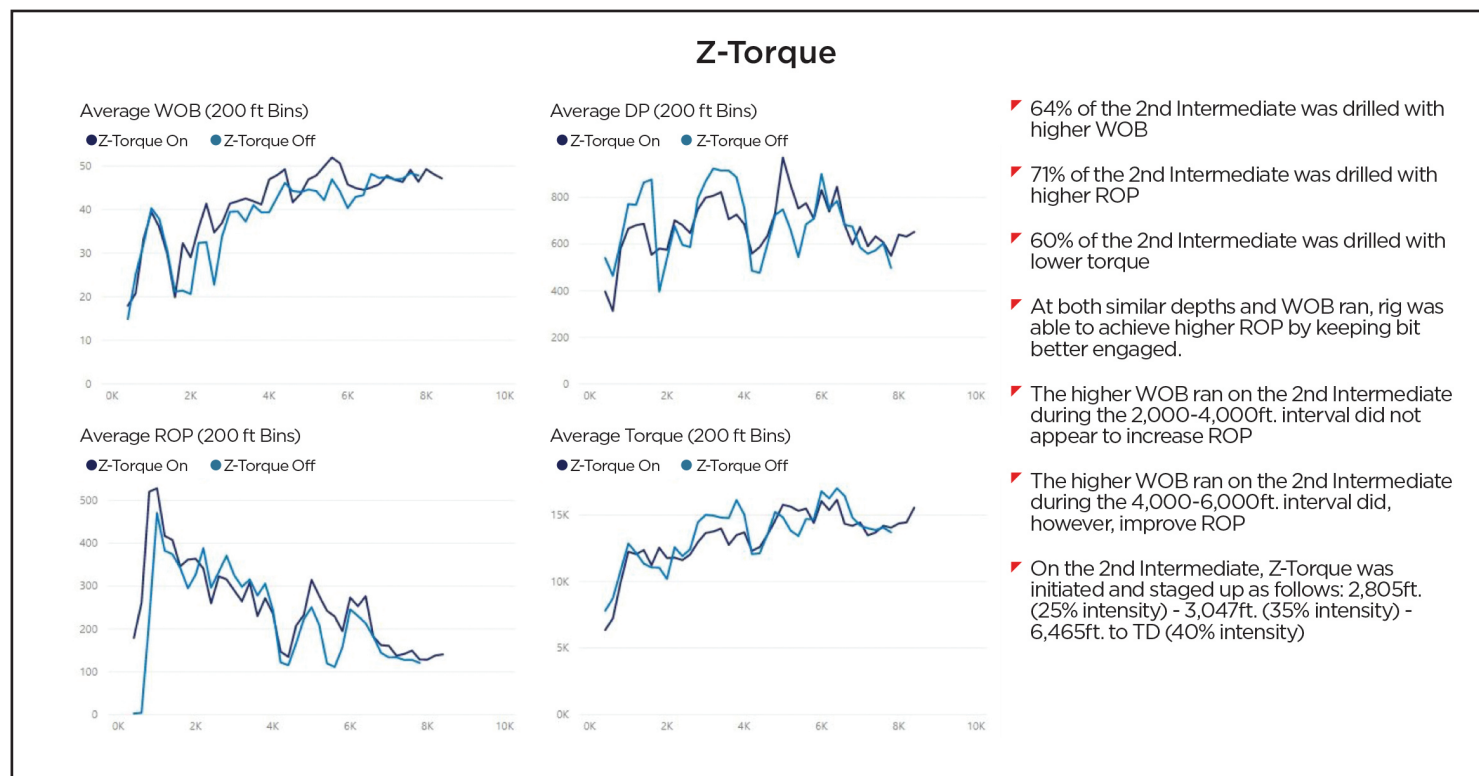 Z-Torque
Average WOB (200 ft Bins)
Z-Torque On Z-Torque Off
50
40
30
20
10
0
0K 2K 4K 6K 8K 10K
Average DP (200 ft Bins)
Z-Torque On Z-Torque Off
800
600
400
200
0
0K 2K 4K 6K 8K 10K
Average ROP (200 ft Bins)
Z-Torque On Z-Torque Off
500
400
300
200
100
0
0K 2K 4K 6K 8K 10K
Average Torque (200 ft Bins)
Z-Torque On Z-Torque Off
15K
10K
5K
0K
0K 2K 4K 6K 8K 10K
64% of the 2nd Intermediate was drilled with
higher WOB
71% of the 2nd Intermediate was drilled with
higher ROP
60% of the 2nd Intermediate was drilled with
lower torque
At both similar depths and WOB ran, rig was
able to achieve higher ROP by keeping bit
better engaged.
The higher WOB ran on the 2nd Intermediate
during the 2,000-4,000ft. interval did not
appear to increase ROP
The higher WOB ran on the 2nd Intermediate
during the 4,000-6,000ft. interval did,
however, improve ROP
On the 2nd Intermediate, Z-Torque was
initiated and staged up as follows: 2,805ft.
(25% intensity) - 3,047ft. (35% intensity) -
6,465ft. to TD (40% intensity)